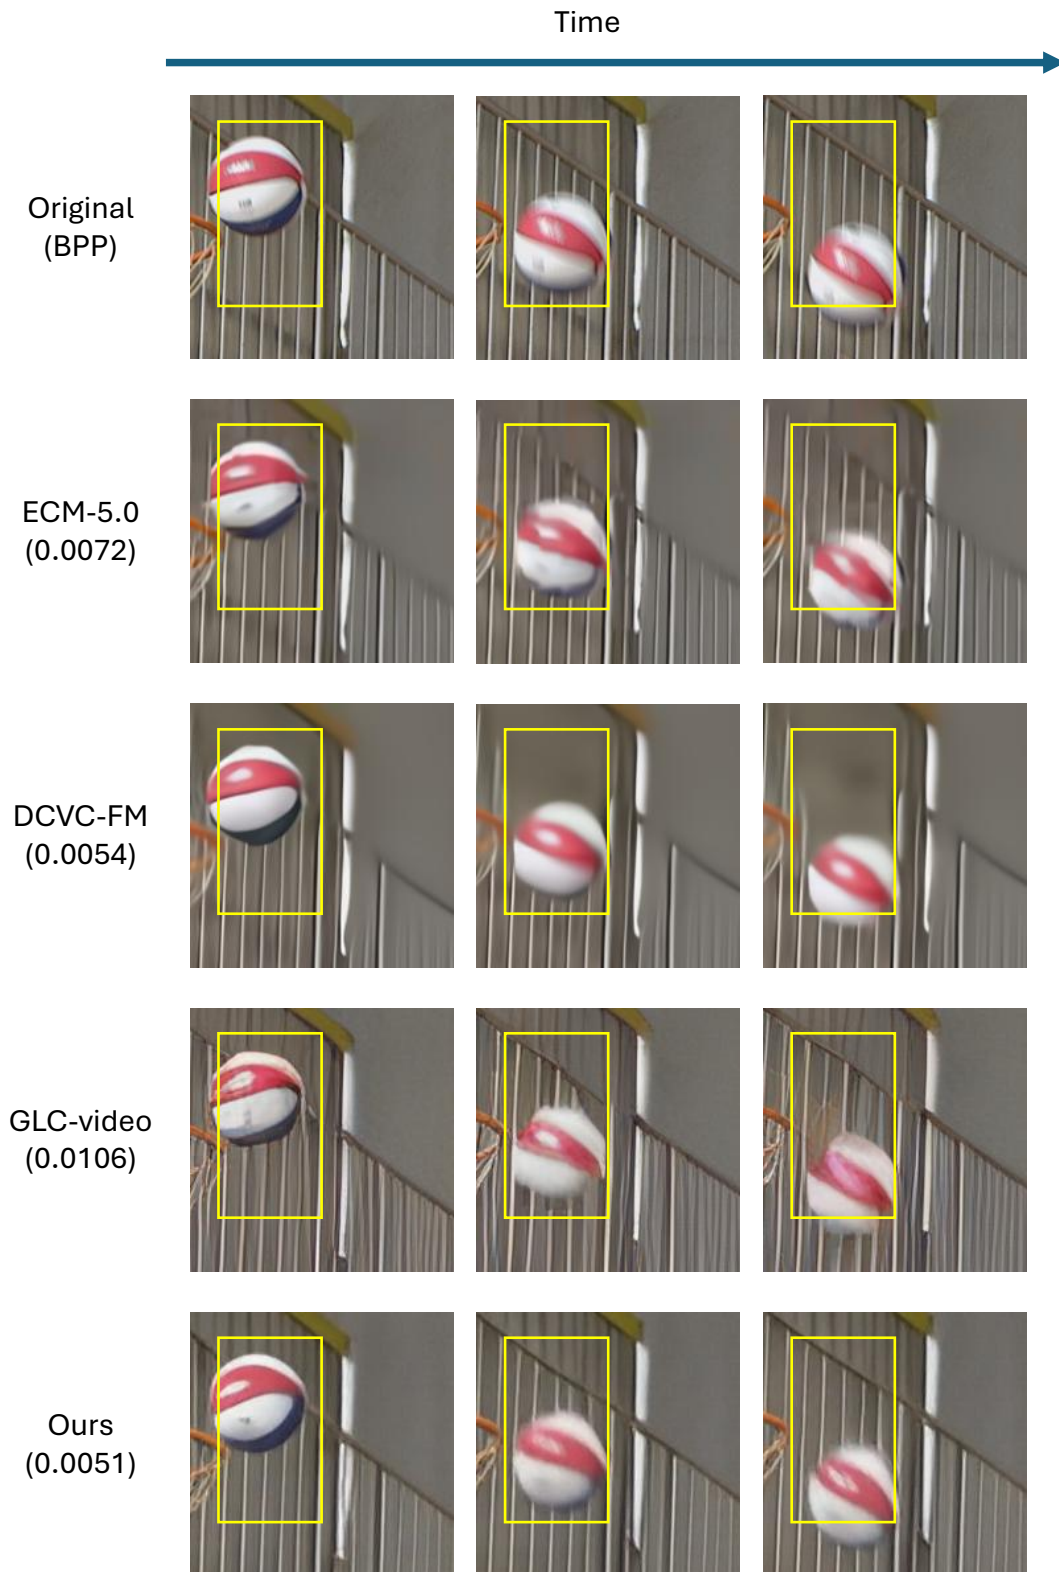 Time
Original
(BPP)
ECM-5.0
(0.0072)
DCVC-FM
(0.0054)
GLC-video
(0.0106)
Ours
(0.0051)